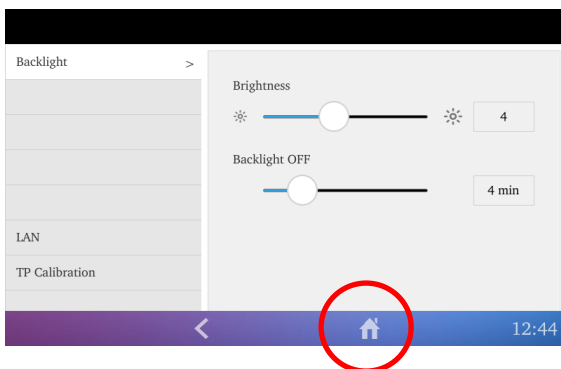 Backlight >
Brightness
4
Backlight OFF
4 min
LAN
TP Calibration
12:44